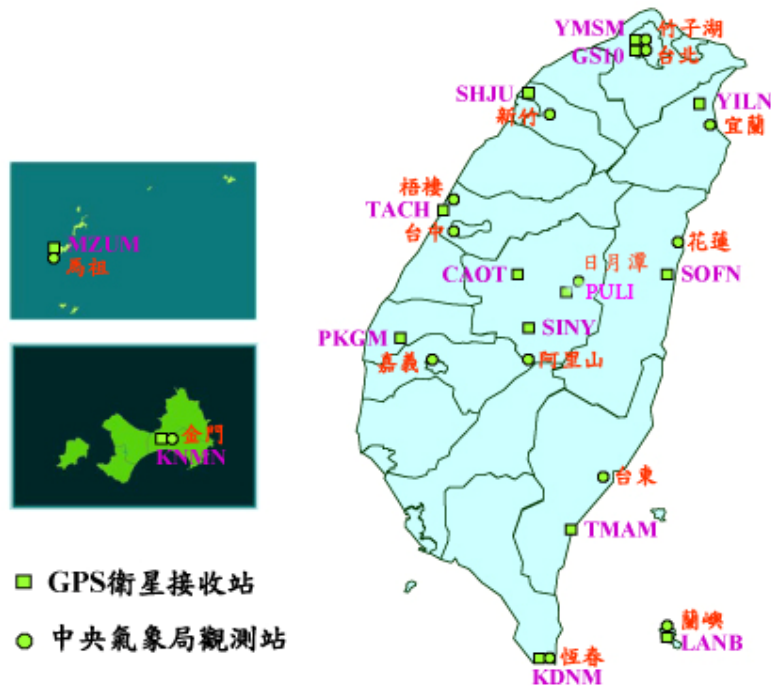 YMSM 竹子湖
GS10 台北
SHJU
新竹
YILN
宜蘭
梧棲
TACH
台中
花蓮
MZUM
馬祖
CAOT
日月潭
SOFN
PULI
PKGM
SINY
嘉義
阿里山
金門
KNMN
台東
TMAM
GPS衛星接收站
中央氣象局觀測站
蘭嶼
LANB
恆春
KDNM